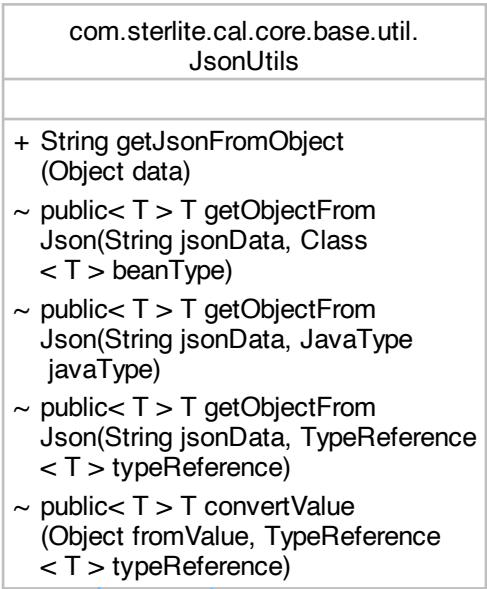 com.sterlite.cal.core.base.util.
JsonUtils
+ String getJsonFromObject
(Object data)
~ public< T > T getObjectFrom
Json(String jsonData, Class
< T > beanType)
~ public< T > T getObjectFrom
Json(String jsonData, JavaType
javaType)
~ public< T > T getObjectFrom
Json(String jsonData, TypeReference
< T > typeReference)
~ public< T > T convertValue
(Object fromValue, TypeReference
< T > typeReference)